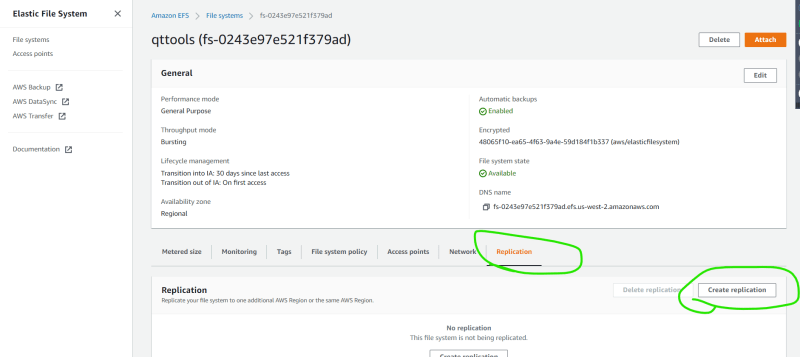 Elastic File System
File systems
Access points
AWS Backup
AWS DataSync
AWS Transfer
Documentation
Amazon EFS > File systems > fs-0243e97e521f379ad
qttools (fs-0243e97e521f379ad)
Delete
Attach
General
Edit
Performance mode
General Purpose
Throughput mode
Bursting
Lifecycle management
Transition into IA: 30 days since last access
Transition out of IA: On first access
Availability zone
Regional
Automatic backups
Enabled
Encrypted
48065f10-ea65-4f63-9a4e-59d184f1b337 (aws/elasticfilesystem)
File system state
Available
DNS name
fs-0243e97e521f379ad.efs.us-west-2.amazonaws.com
Metered size
Monitoring
Tags
File system policy
Access points
Network
Replication
Replication
Replicate your file system to one additional AWS Region or the same AWS Region.
Delete replication
Create replication
No replication
This file system is not being replicated.
Create replication